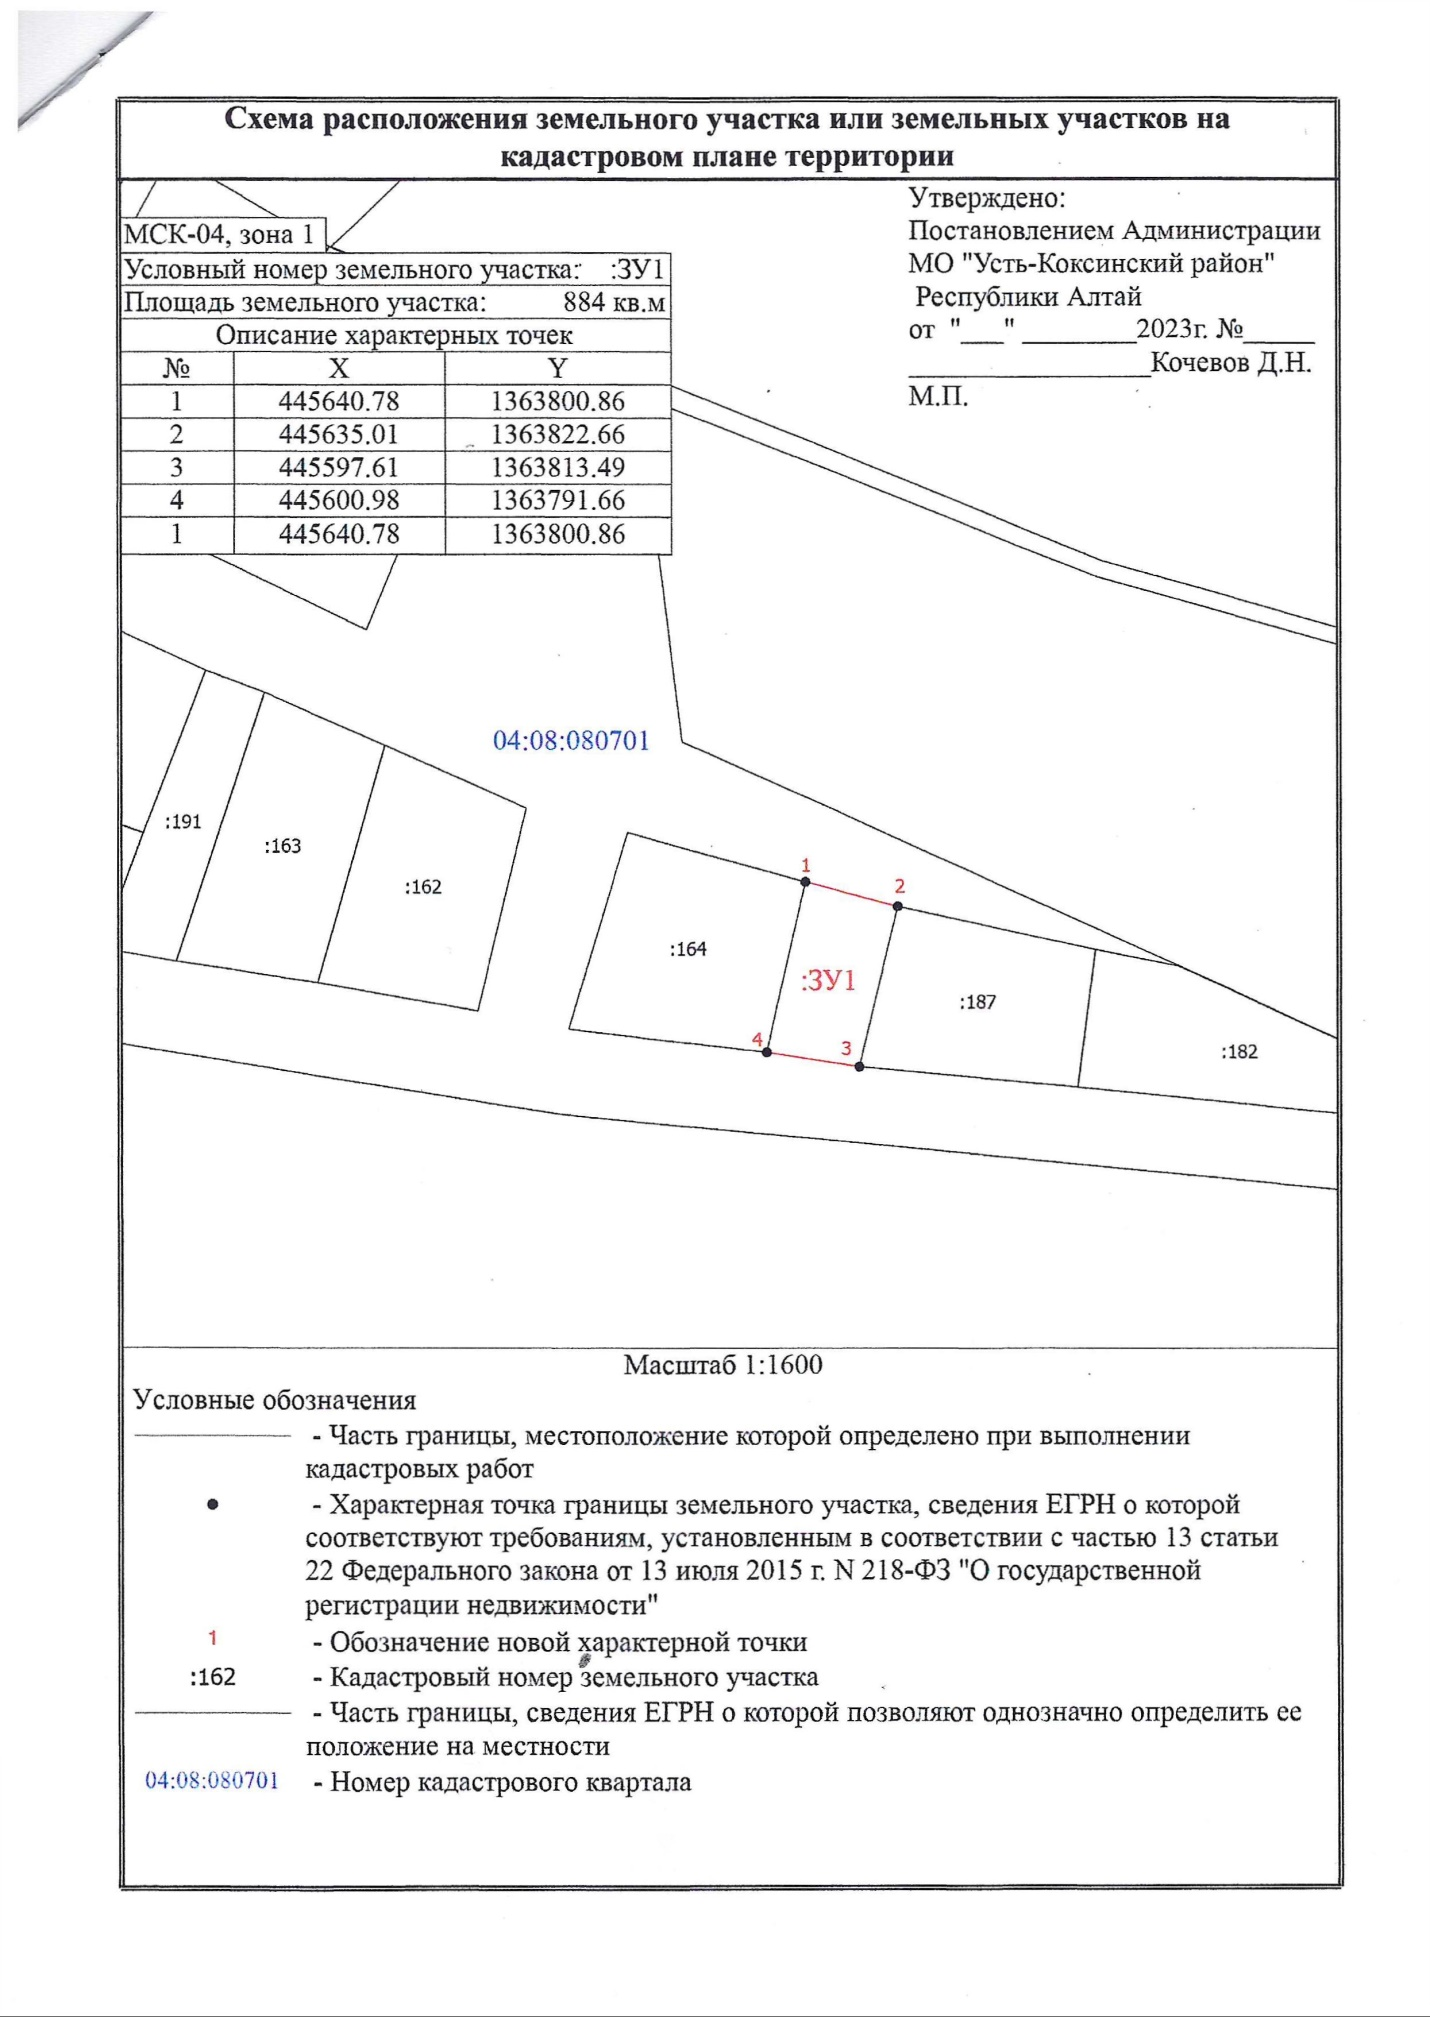 Схема расположения земельного участка или земельных участков на
кадастровом плане территории
Утверждено:
Постановлением Администрации
МО "Усть-Коксинский район"
Республики Алтай
от "___" ________2023г. №_____
_________________Кочевов Д.Н.
М.П.
МСК-04, зона 1
Условный номер земельного участка: :ЗУ1
Площадь земельного участка: 884 кв.м
Описание характерных точек
№ X Y
1 445640.78 1363800.86
2 445635.01 1363822.66
3 445597.61 1363813.49
4 445600.98 1363791.66
1 445640.78 1363800.86
04:08:080701
:191
:163
:162
:164
1
2
:ЗУ1
4
3
:187
:182
Масштаб 1:1600
Условные обозначения
- Часть границы, местоположение которой определено при выполнении
кадастровых работ
- Характерная точка границы земельного участка, сведения ЕГРН о которой
соответствуют требованиям, установленным в соответствии с частью 13 статьи
22 Федерального закона от 13 июля 2015 г. N 218-ФЗ "О государственной
регистрации недвижимости"
1 - Обозначение новой характерной точки
:162 - Кадастровый номер земельного участка
- Часть границы, сведения ЕГРН о которой позволяют однозначно определить ее
положение на местности
04:08:080701 - Номер кадастрового квартала